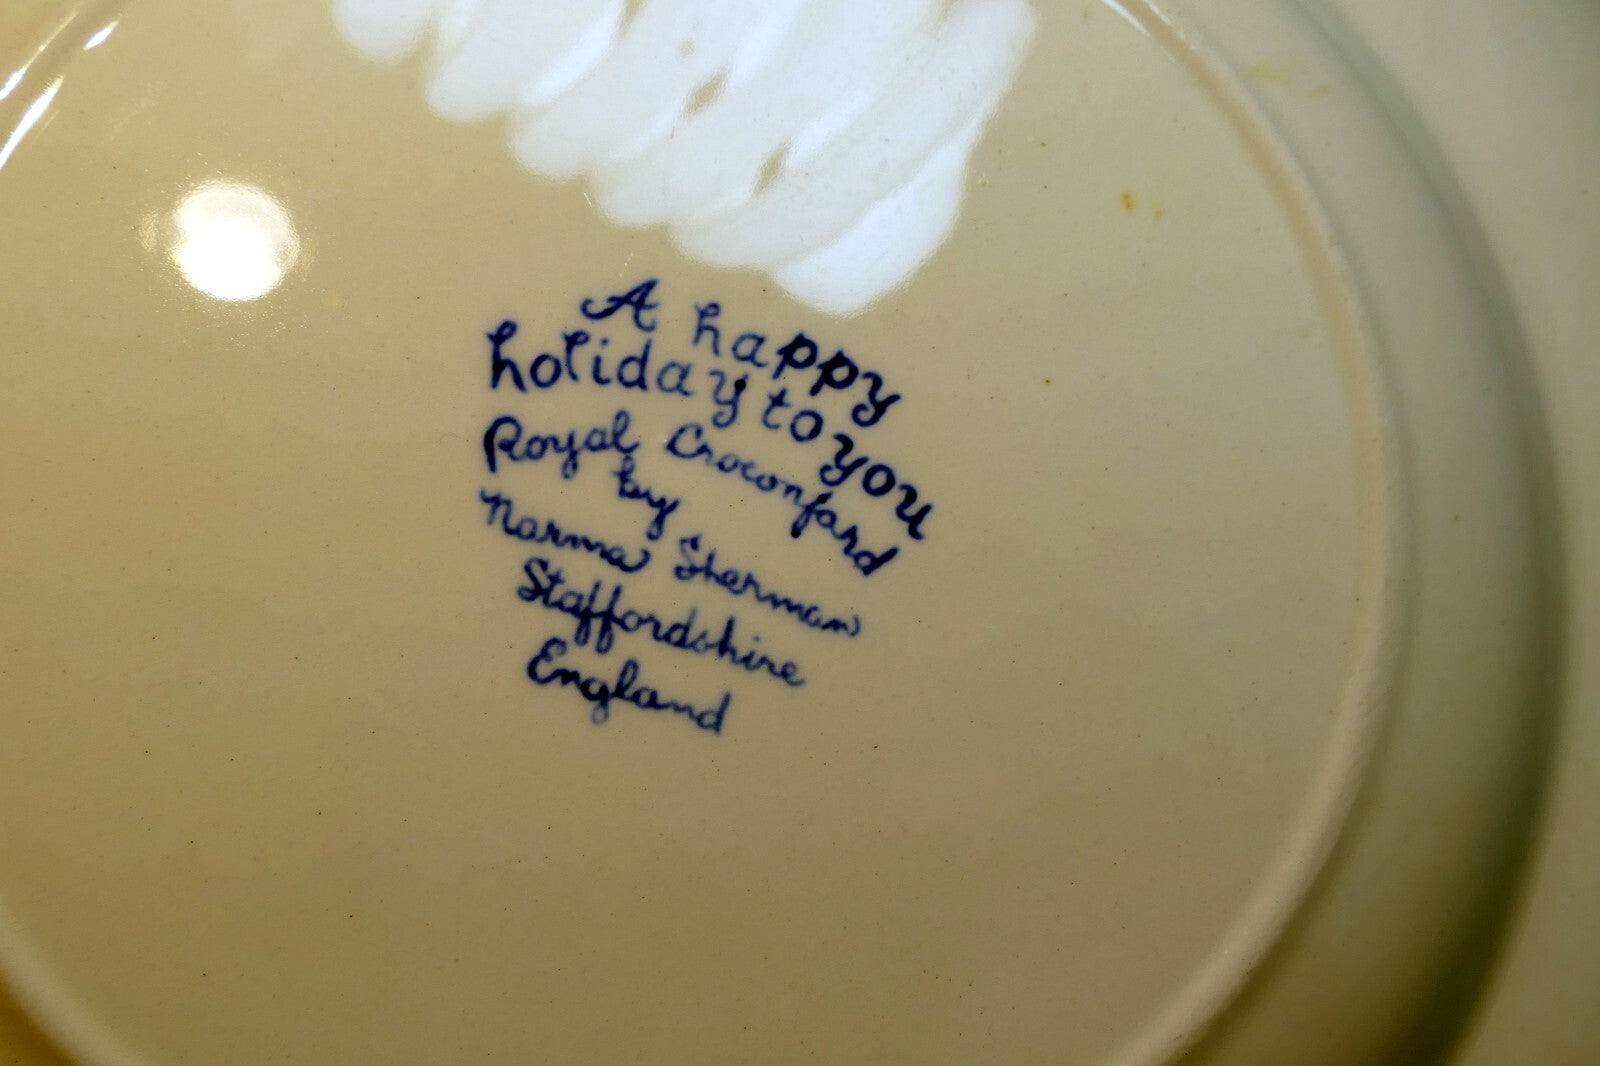 A happy
holiday to you
Royal Crownford
by
Norma Sherman
Staffordshire
England